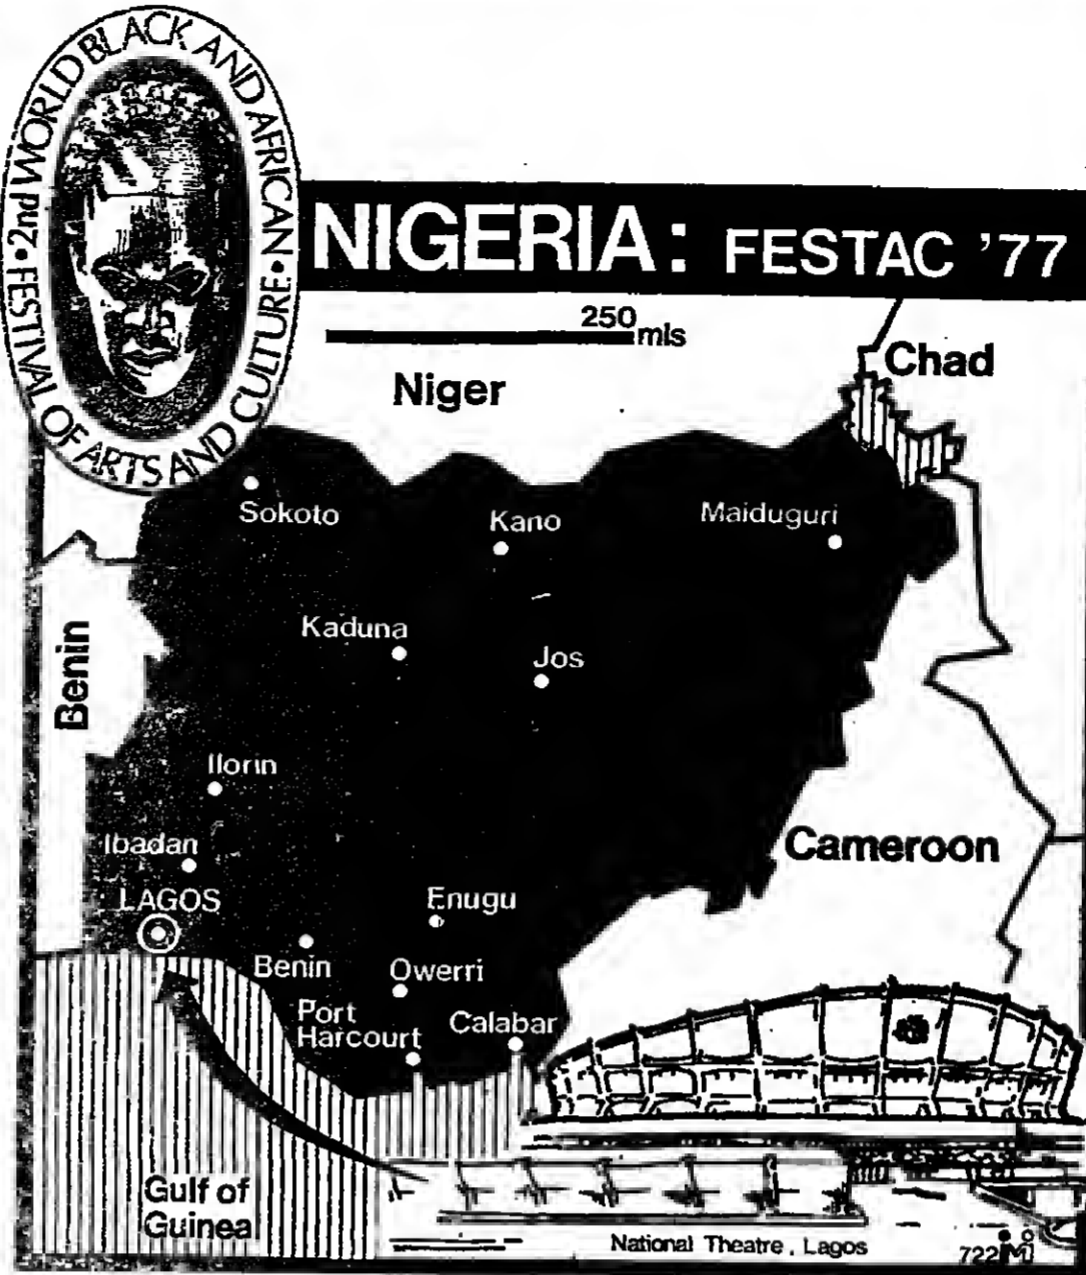 • 2nd WORLD BLACK AND AFRICAN •
FESTIVAL OF ARTS AND CULTURE
NIGERIA: FESTAC '77
250 mls
Niger
Chad
Sokoto
Kano
Maiduguri
Kaduna
Jos
Benin
Ilorin
Ibadan
Cameroon
LAGOS
Enugu
Benin
Owerri
Port
Harcourt
Calabar
Gulf of
Guinea
National Theatre, Lagos
722